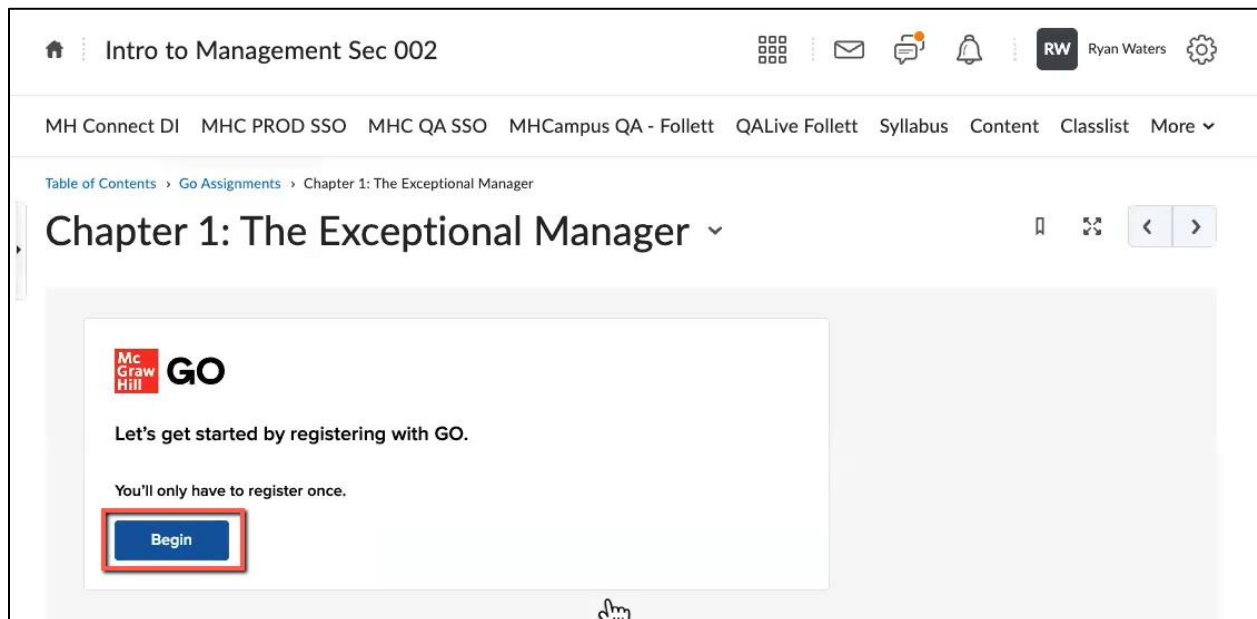 Intro to Management Sec 002 RW Ryan Waters
MH Connect DI MHC PROD SSO MHC QA SSO MHCampus QA - Follett QALive Follett Syllabus Content Classlist More
Table of Contents › Go Assignments › Chapter 1: The Exceptional Manager
Chapter 1: The Exceptional Manager
Mc
Graw
Hill
GO
Let's get started by registering with GO.
You'll only have to register once.
Begin